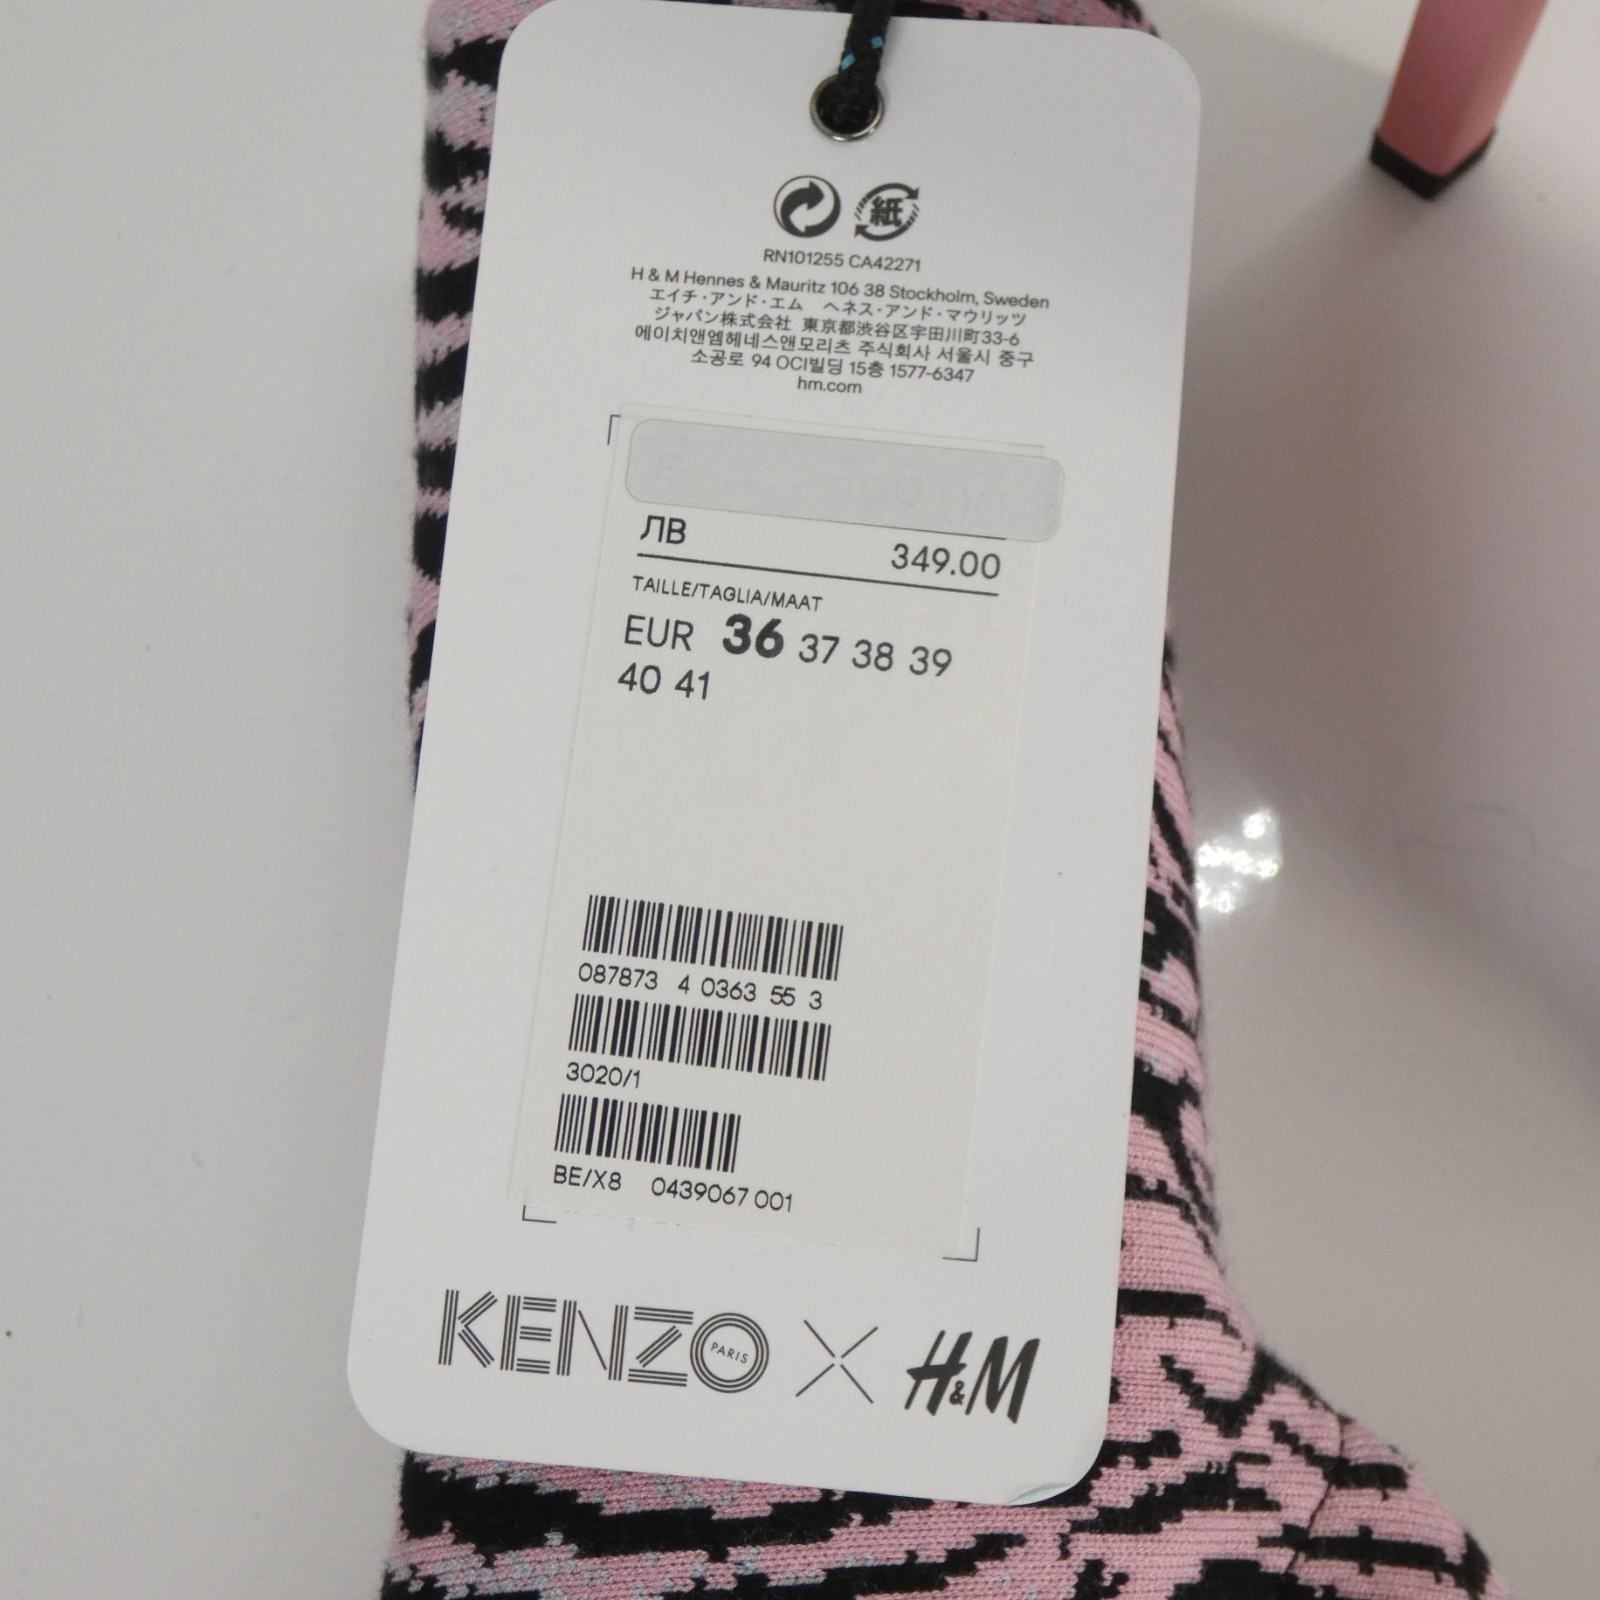 紙
RN101255 CA42271
H & M Hennes & Mauritz 106 38 Stockholm, Sweden
エイチ・アンド・エム ヘネス・アンド・マウリッツ
ジャパン株式会社 東京都渋谷区宇田川町33-6
에이치앤엠헤네스앤모리츠 주식회사 서울시 중구
소공로 94 OCI빌딩 15층 1577-6347
hm.com
ЛВ 349.00
TAILLE/TAGLIA/MAAT
EUR 36 37 38 39
40 41
087873 4 0363 55 3
3020/1
BE/X8 0439067 001
KENZO PARIS X H&M